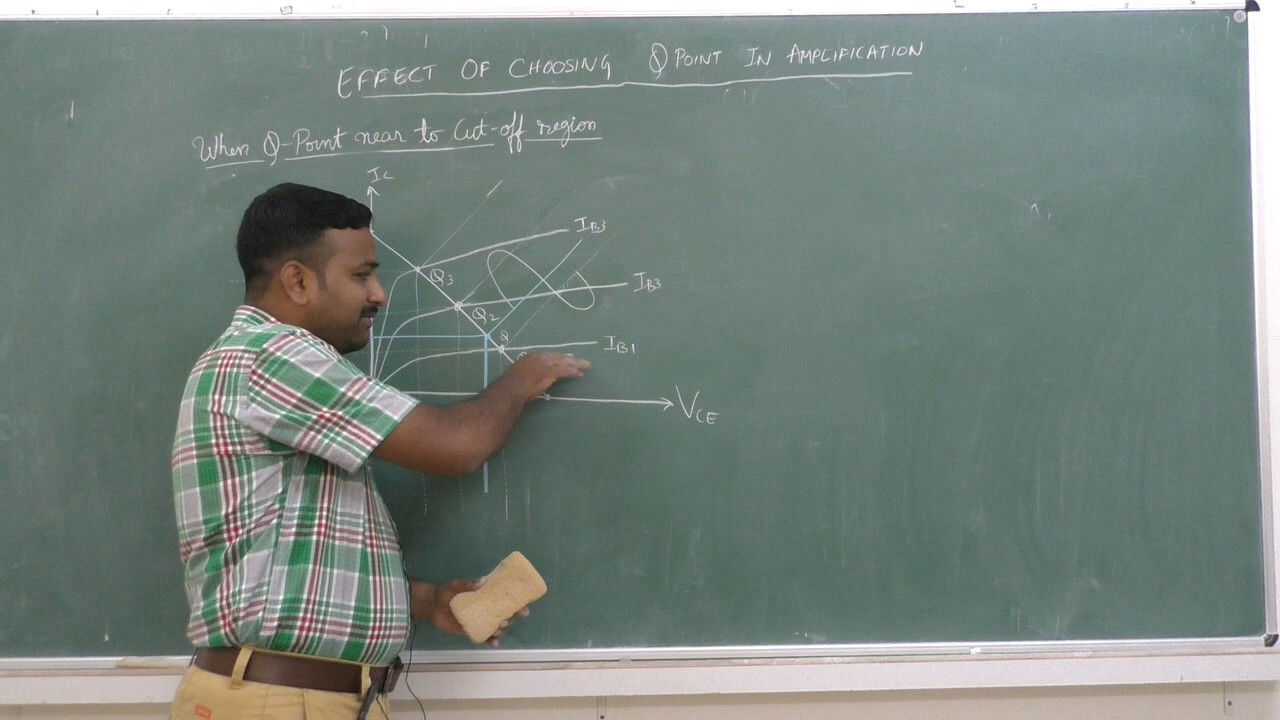 EFFECT OF CHOOSING Q POINT IN AMPLIFICATION
When Q-Point near to Cut-off region
IC
IB3
Q3
IB3
Q2
Q
IB1
VCE